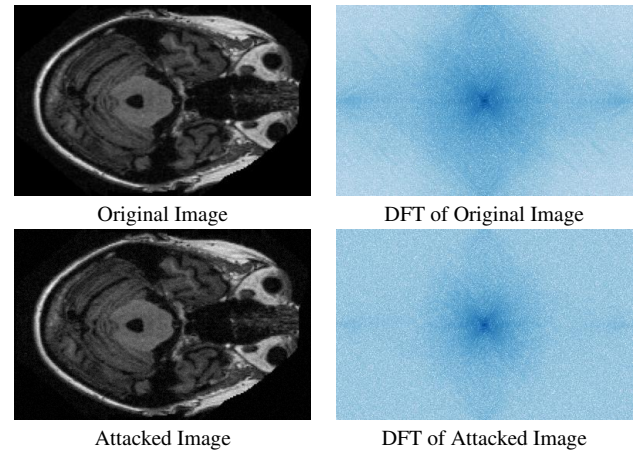 Original Image
DFT of Original Image
Attacked Image
DFT of Attacked Image